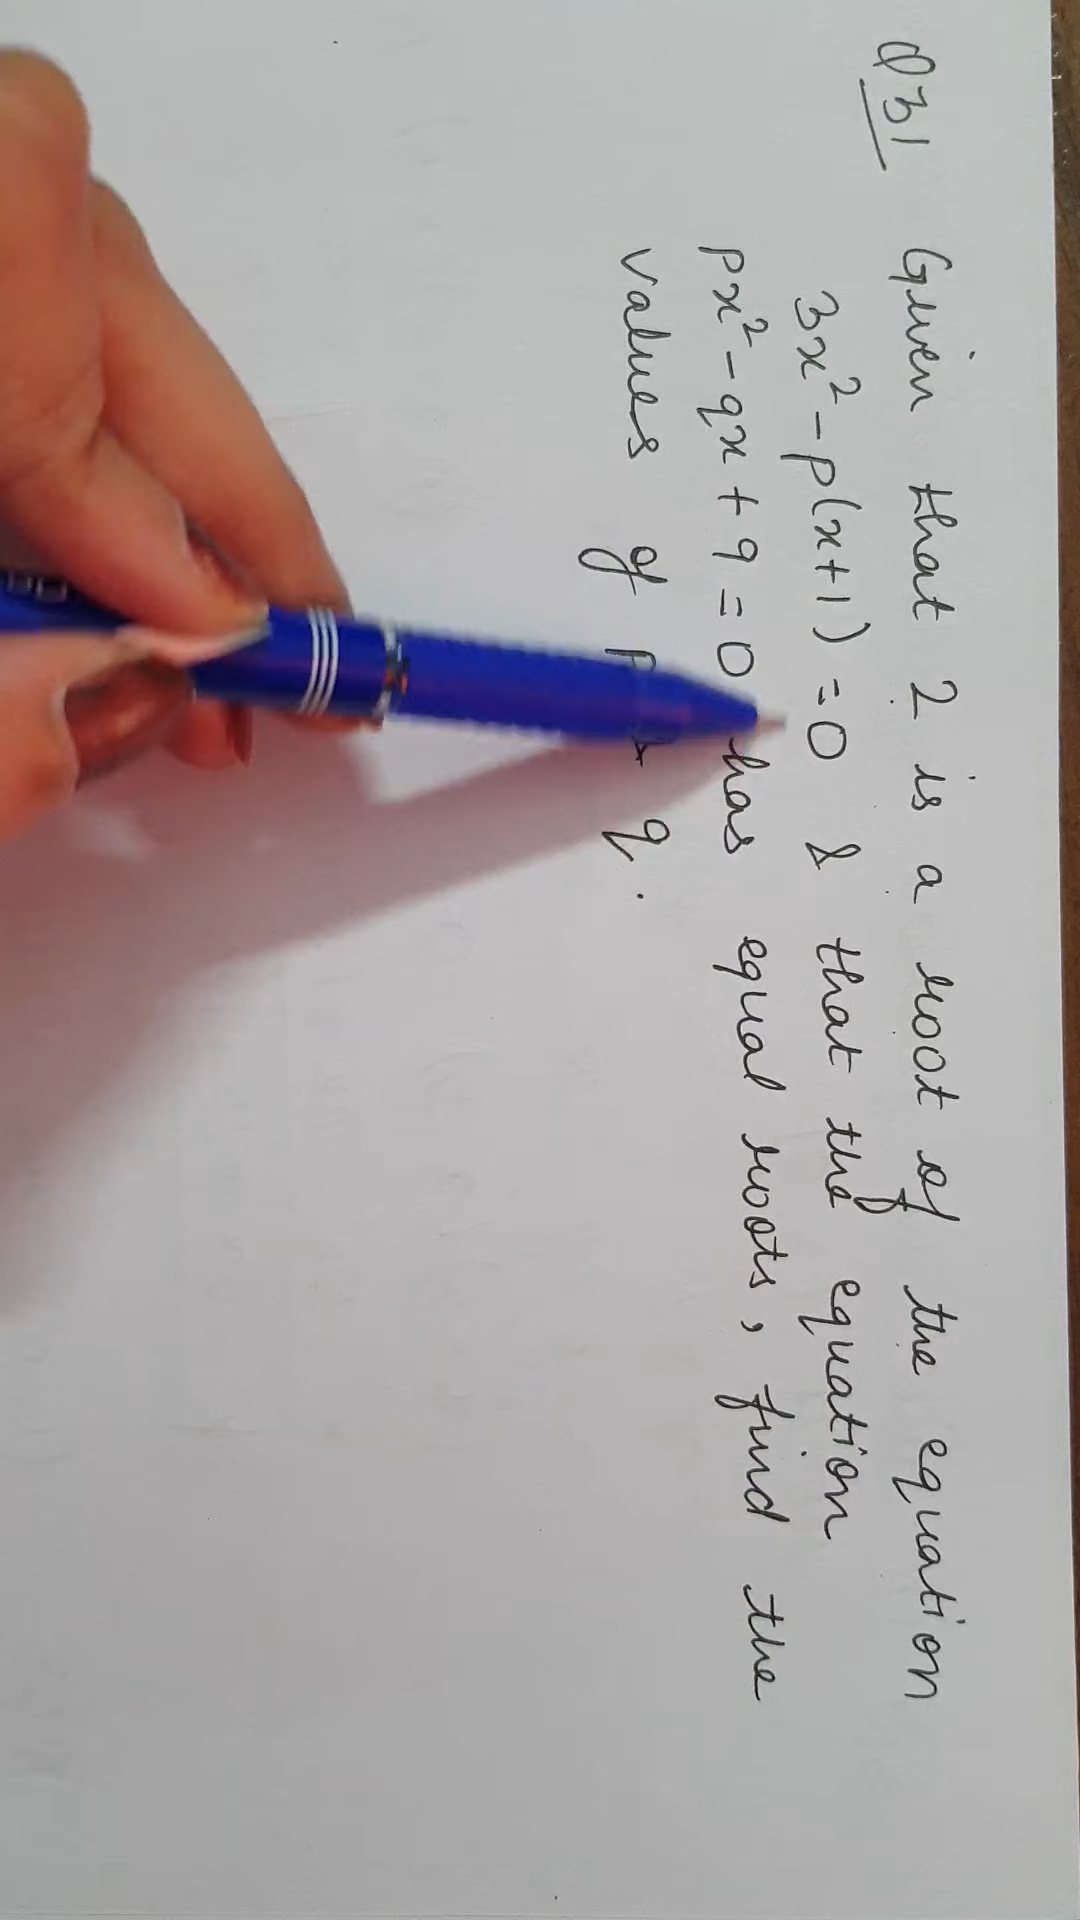 Q31 Given that 2 is a root of the equation
3x² - p(x+1) = 0 & that the equation
px² - qx + 9 = 0 has equal roots, find the
values of p & q.